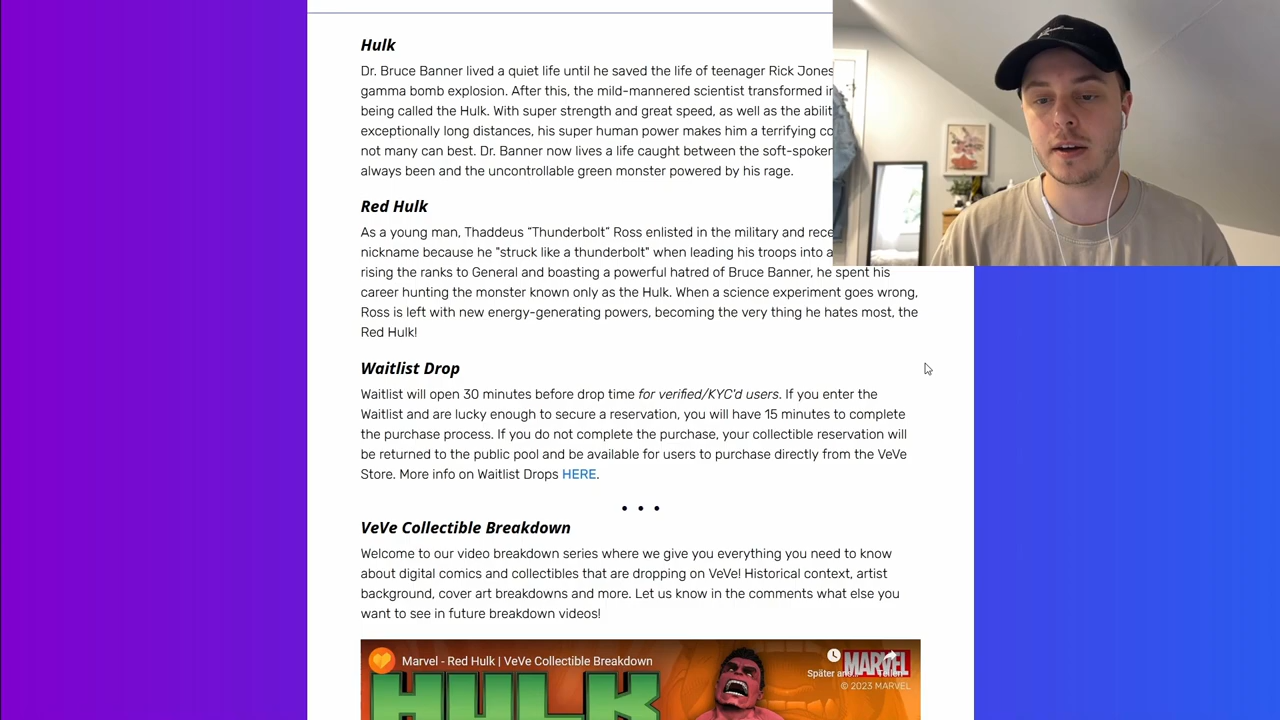 Hulk
Dr. Bruce Banner lived a quiet life until he saved the life of teenager Rick Jones
gamma bomb explosion. After this, the mild-mannered scientist transformed
being called the Hulk. With super strength and great speed, as well as the
exceptionally long distances, his super human power makes him a terrifying
not many can best. Dr. Banner now lives a life caught between the
always been and the uncontrollable green monster powered by his rage.
Red Hulk
As a young man, Thaddeus “Thunderbolt” Ross enlisted in the military and
nickname because he "struck like a thunderbolt" when leading his troops into
rising the ranks to General and boasting a powerful hatred of Bruce Banner, he spent his
career hunting the monster known only as the Hulk. When a science experiment goes wrong,
Ross is left with new energy-generating powers, becoming the very thing he hates most, the
Red Hulk!
Waitlist Drop
Waitlist will open 30 minutes before drop time for verified/KYC'd users. If you enter the
Waitlist and are lucky enough to secure a reservation, you will have 15 minutes to complete
the purchase process. If you do not complete the purchase, your collectible reservation will
be returned to the public pool and be available for users to purchase directly from the VeVe
Store. More info on Waitlist Drops HERE.
• • •
VeVe Collectible Breakdown
Welcome to our video breakdown series where we give you everything you need to know
about digital comics and collectibles that are dropping on VeVe! Historical context, artist
background, cover art breakdowns and more. Let us know in the comments what else you
want to see in future breakdown videos!
Marvel - Red Hulk | VeVe Collectible Breakdown
Später
MARVEL
© 2023 MARVEL
HULK